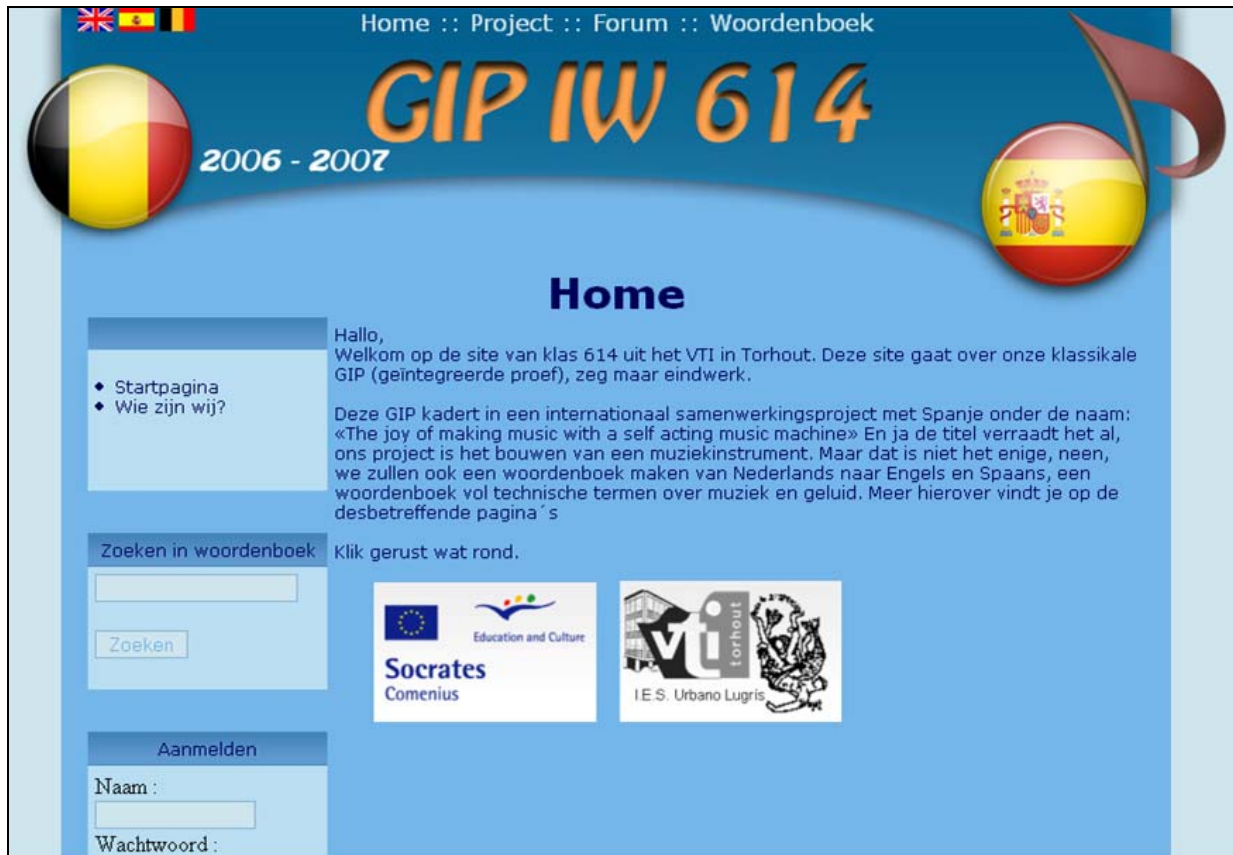 Home :: Project :: Forum :: Woordenboek
GIP IW 614
2006 - 2007
Home
Startpagina
Wie zijn wij?
Hallo,
Welkom op de site van klas 614 uit het VTI in Torhout. Deze site gaat over onze klassikale
GIP (geïntegreerde proef), zeg maar eindwerk.
Deze GIP kadert in een internationaal samenwerkingsproject met Spanje onder de naam:
«The joy of making music with a self acting music machine» En ja de titel verraadt het al,
ons project is het bouwen van een muziekinstrument. Maar dat is niet het enige, neen,
we zullen ook een woordenboek maken van Nederlands naar Engels en Spaans, een
woordenboek vol technische termen over muziek en geluid. Meer hierover vindt je op de
desbetreffende pagina´s
Klik gerust wat rond.
Zoeken in woordenboek
Zoeken
Education and Culture
Socrates
Comenius
vti
torhout
I.E.S. Urbano Lugrís
Aanmelden
Naam :
Wachtwoord :